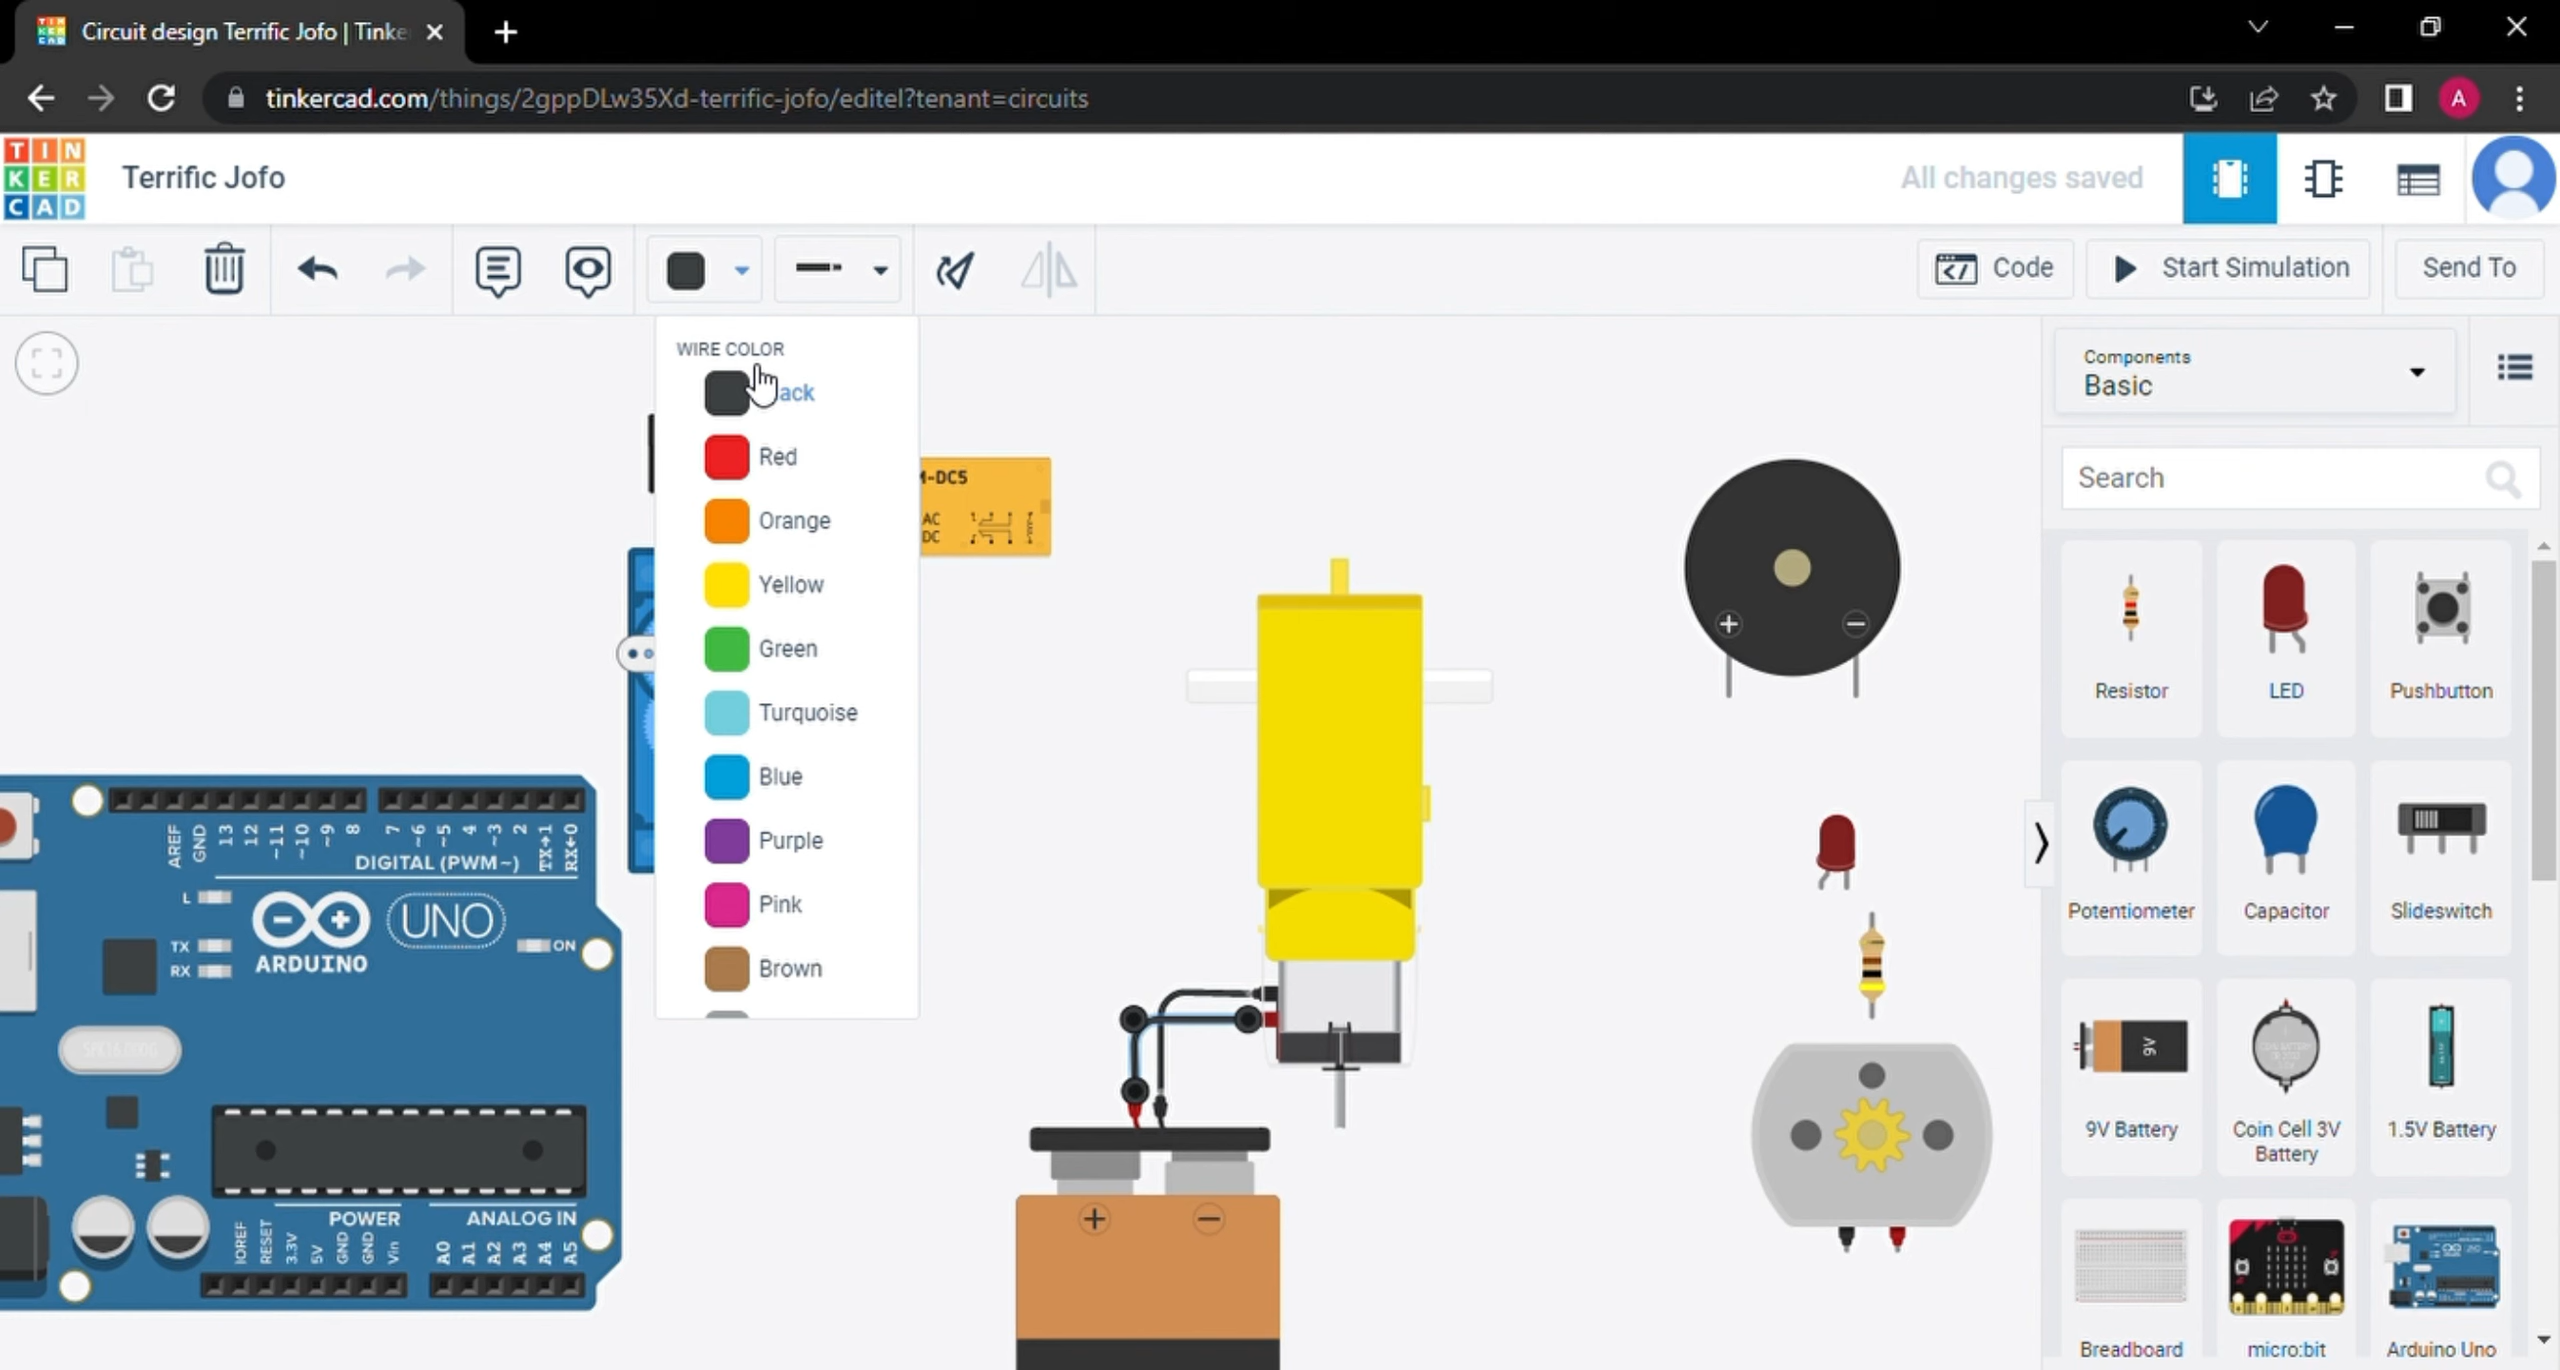 Circuit design Terrific Jofo | Tinke
tinkercad.com/things/2gppDLw35Xd-terrific-jofo/editel?tenant=circuits
A
TIN
KER
CAD
Terrific Jofo
All changes saved
Code
Start Simulation
Send To
WIRE COLOR
ack
Red
Orange
Yellow
Green
Turquoise
Blue
Purple
Pink
Brown
M-DC5
AC
DC
Components
Basic
Search
Resistor
LED
Pushbutton
Potentiometer
Capacitor
Slideswitch
9V
9V Battery
Coin Cell 3V
Battery
1.5V Battery
Breadboard
micro:bit
Arduino Uno
AREF
GND
13
12
~11
~10
~9
8
7
~6
~5
4
~3
2
TX→1
RX←0
DIGITAL (PWM~)
L
TX
RX
UNO
ON
ARDUINO
SPK16.000G
POWER
ANALOG IN
IOREF
RESET
3.3V
5V
GND
GND
Vin
A0
A1
A2
A3
A4
A5
+
−
+
−